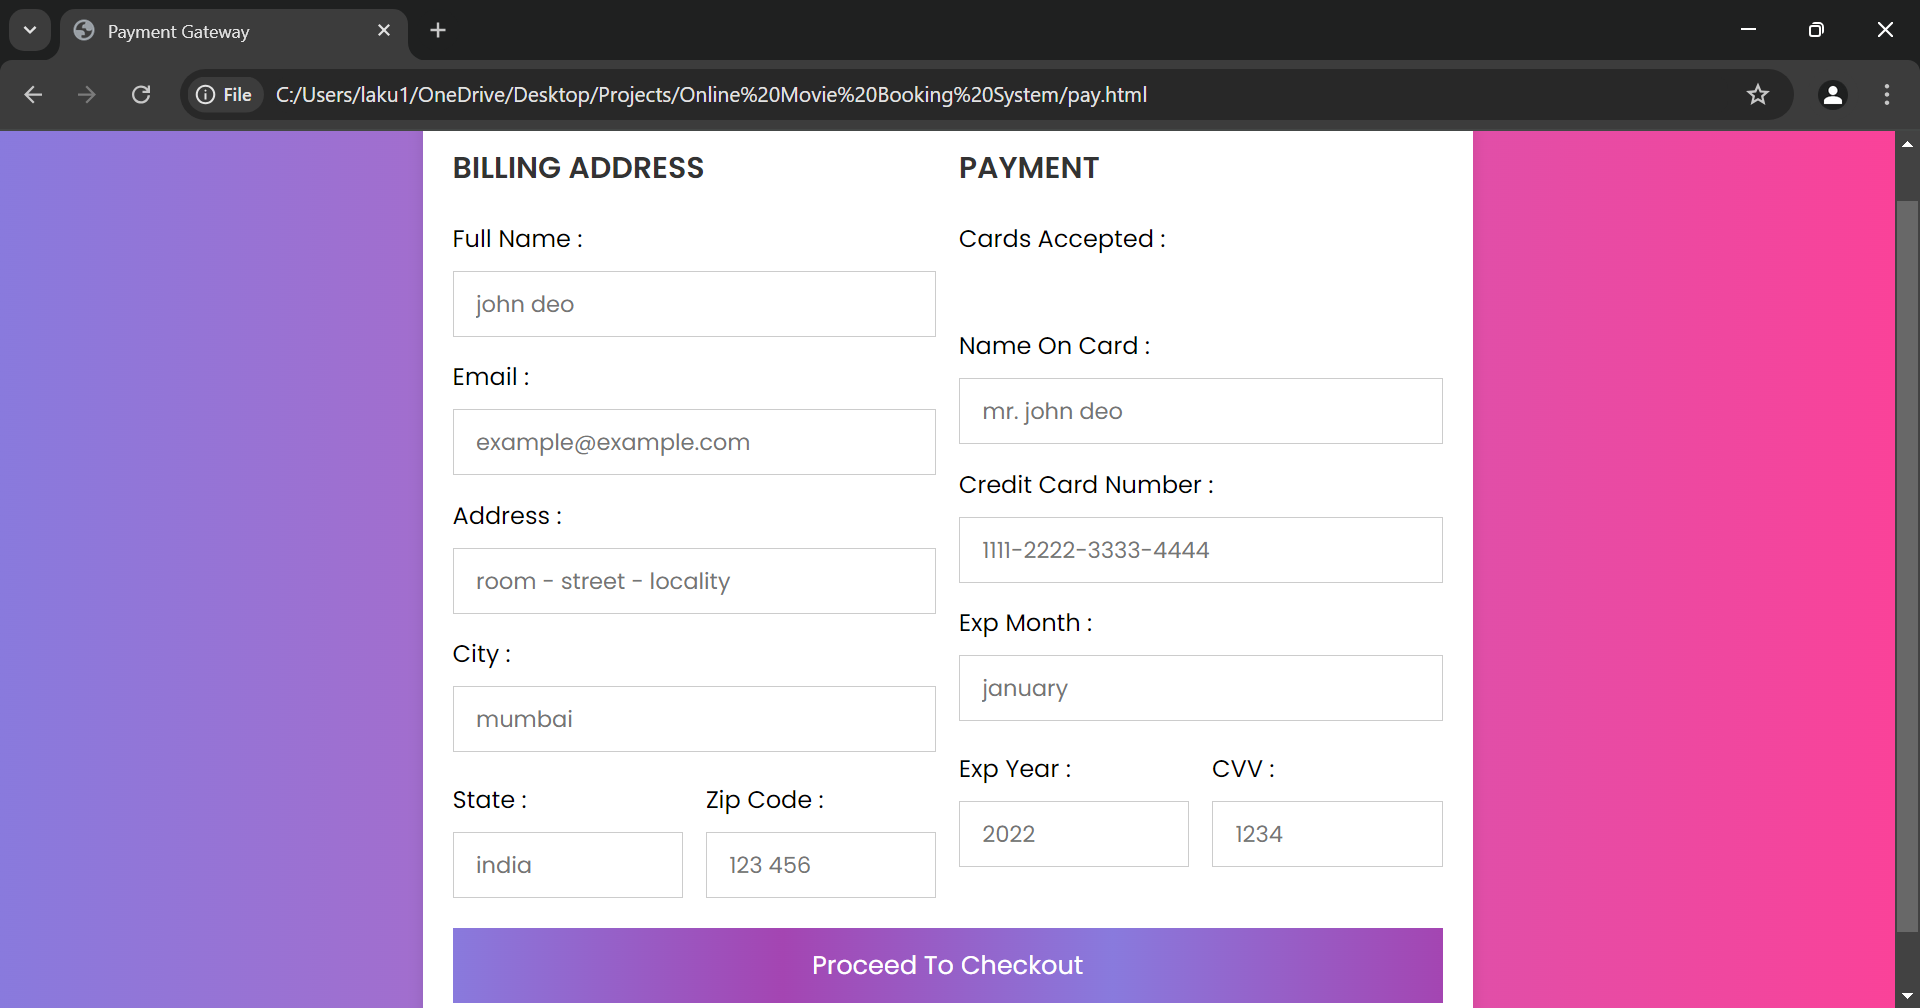 Payment Gateway
File C:/Users/laku1/OneDrive/Desktop/Projects/Online%20Movie%20Booking%20System/pay.html
BILLING ADDRESS
Full Name :
john deo
Email :
example@example.com
Address :
room - street - locality
City :
mumbai
State : Zip Code :
india 123 456
PAYMENT
Cards Accepted :
Name On Card :
mr. john deo
Credit Card Number :
1111-2222-3333-4444
Exp Month :
january
Exp Year : CVV :
2022 1234
Proceed To Checkout